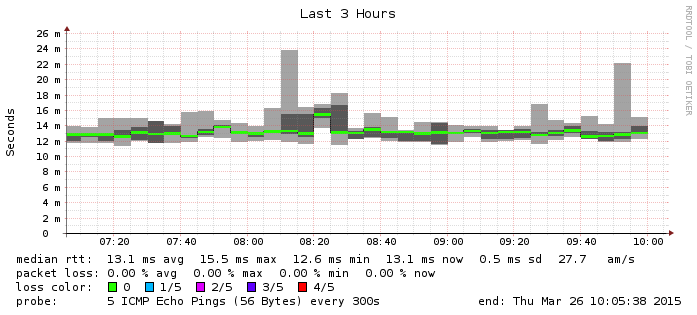 Last 3 Hours
RRDTOOL / TOBI OETIKER
Seconds
26 m
24 m
22 m
20 m
18 m
16 m
14 m
12 m
10 m
8 m
6 m
4 m
2 m
0
07:20 07:40 08:00 08:20 08:40 09:00 09:20 09:40 10:00
median rtt: 13.1 ms avg 15.5 ms max 12.6 ms min 13.1 ms now 0.5 ms sd 27.7 am/s
packet loss: 0.00 % avg 0.00 % max 0.00 % min 0.00 % now
loss color: 0 1/5 2/5 3/5 4/5
probe: 5 ICMP Echo Pings (56 Bytes) every 300s end: Thu Mar 26 10:05:38 2015